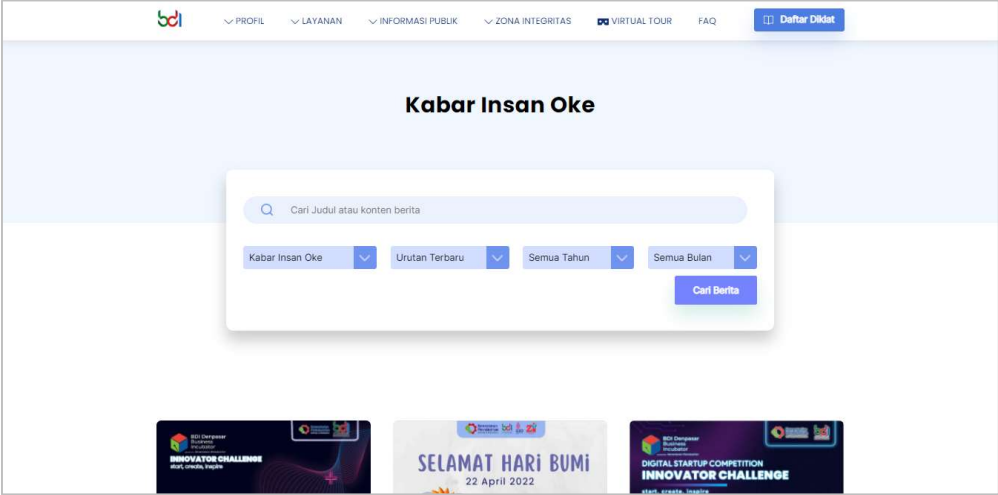 bdi
PROFIL LAYANAN INFORMASI PUBLIK ZONA INTEGRITAS VIRTUAL TOUR FAQ Daftar Diklat
Kabar Insan Oke
Cari Judul atau konten berita
Kabar Insan Oke Urutan Terbaru Semua Tahun Semua Bulan
Cari Berita
BDI Denpasar
Business
Incubator
INNOVATOR CHALLENGE
start, create, inspire
bdi
SELAMAT HARI BUMI
22 April 2022
BDI Denpasar
Business
Incubator
DIGITAL STARTUP COMPETITION
INNOVATOR CHALLENGE
start, create, inspire